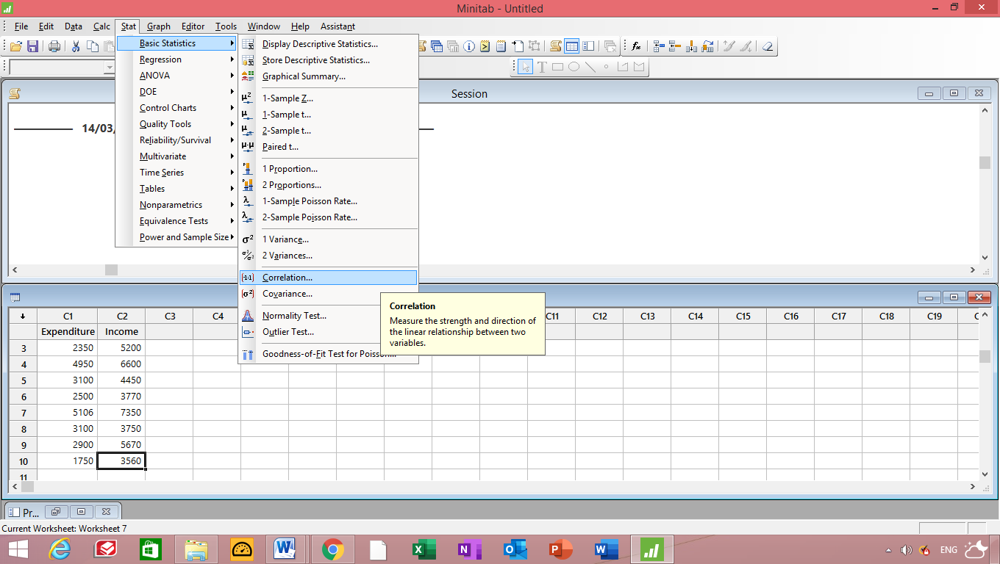 Minitab - Untitled
File Edit Data Calc Stat Graph Editor Tools Window Help Assistant
Basic Statistics
Regression
ANOVA
DOE
Control Charts
Quality Tools
Reliability/Survival
Multivariate
Time Series
Tables
Nonparametrics
Equivalence Tests
Power and Sample Size
Display Descriptive Statistics...
Store Descriptive Statistics...
Graphical Summary...
1-Sample Z...
1-Sample t...
2-Sample t...
Paired t...
1 Proportion...
2 Proportions...
1-Sample Poisson Rate...
2-Sample Poisson Rate...
1 Variance...
2 Variances...
Correlation...
Covariance...
Normality Test...
Outlier Test...
Goodness-of-Fit Test for Poisson...
Correlation
Measure the strength and direction of
the linear relationship between two
variables.
Session
14/03/
C1 C2 C3 C4 C11 C12 C13 C14 C15 C16 C17 C18 C19 C
Expenditure Income
3 2350 5200
4 4950 6600
5 3100 4450
6 2500 3770
7 5106 7350
8 3100 3750
9 2900 5670
10 1750 3560
11
Pr...
Current Worksheet: Worksheet 7
ENG